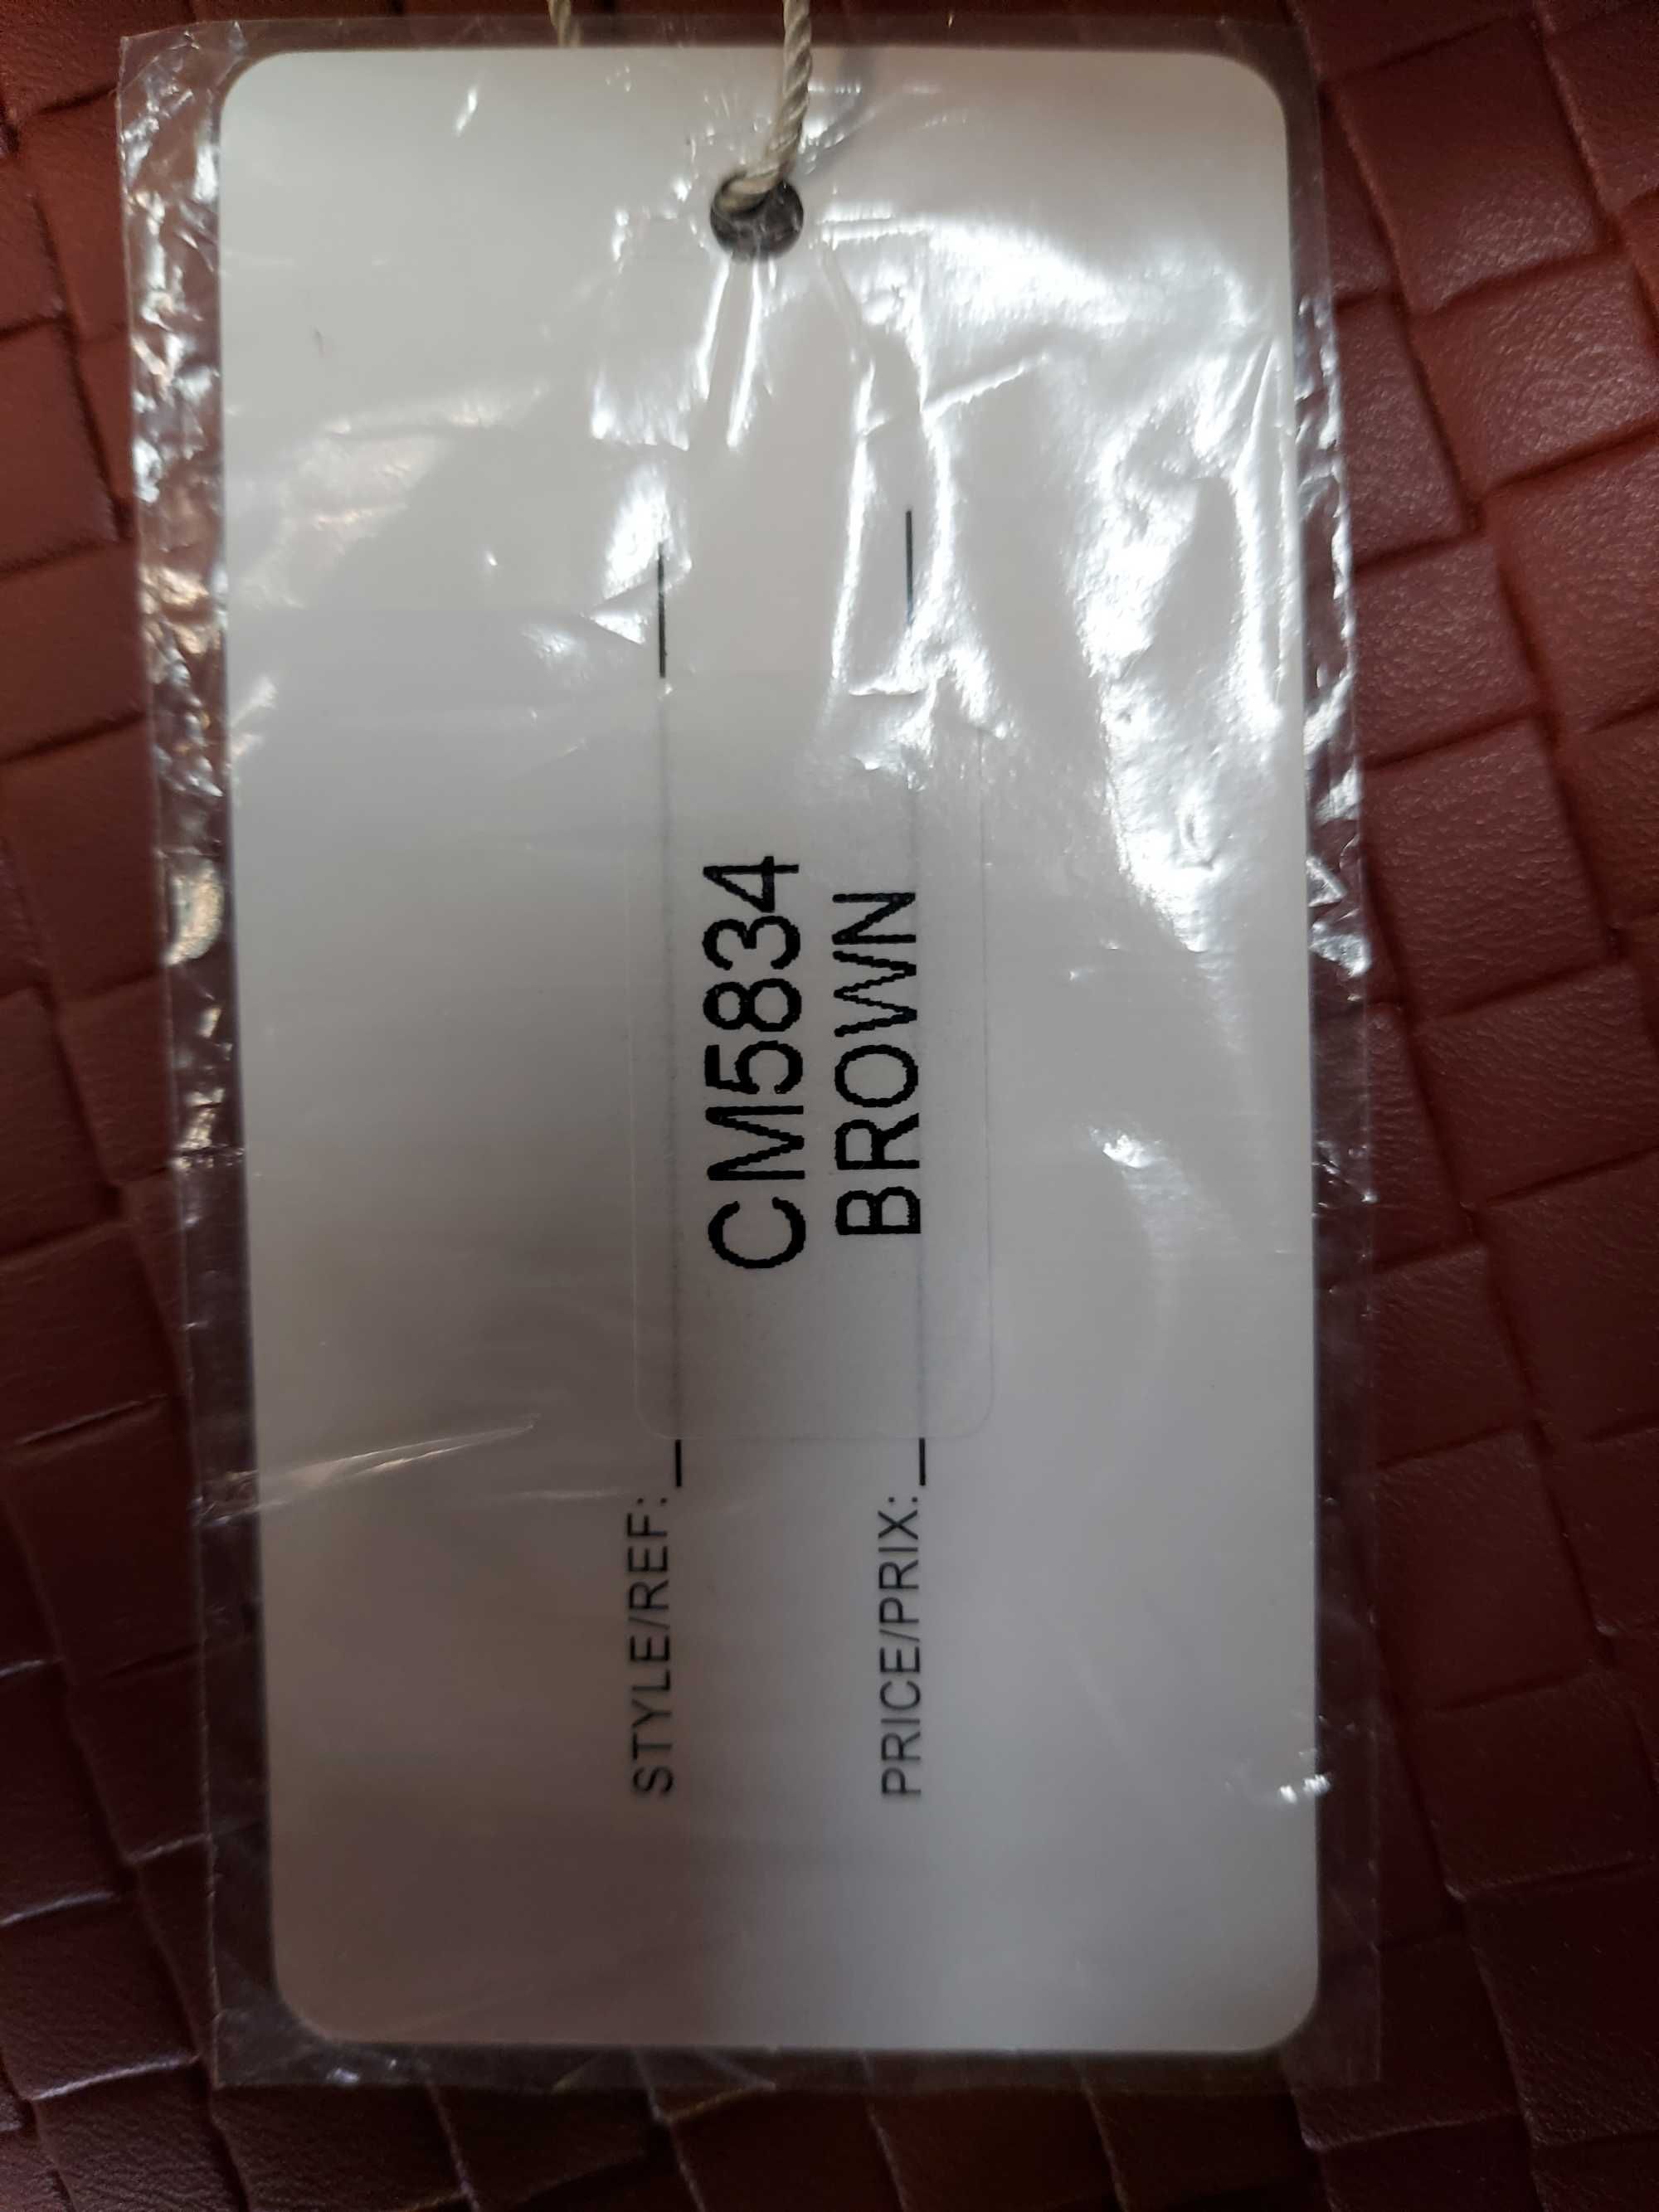 STYLE/REF:
CM5834
BROWN
PRICE/PRIX: